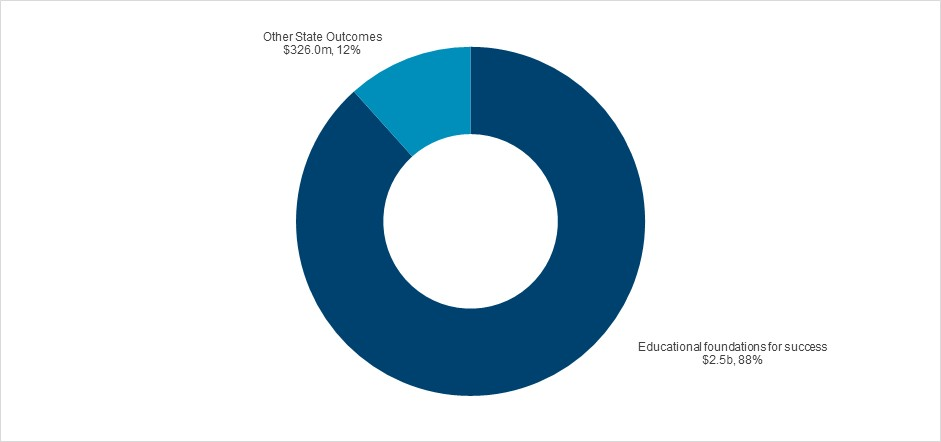 Other State Outcomes
$326.0m, 12%
Educational foundations for success
$2.5b, 88%